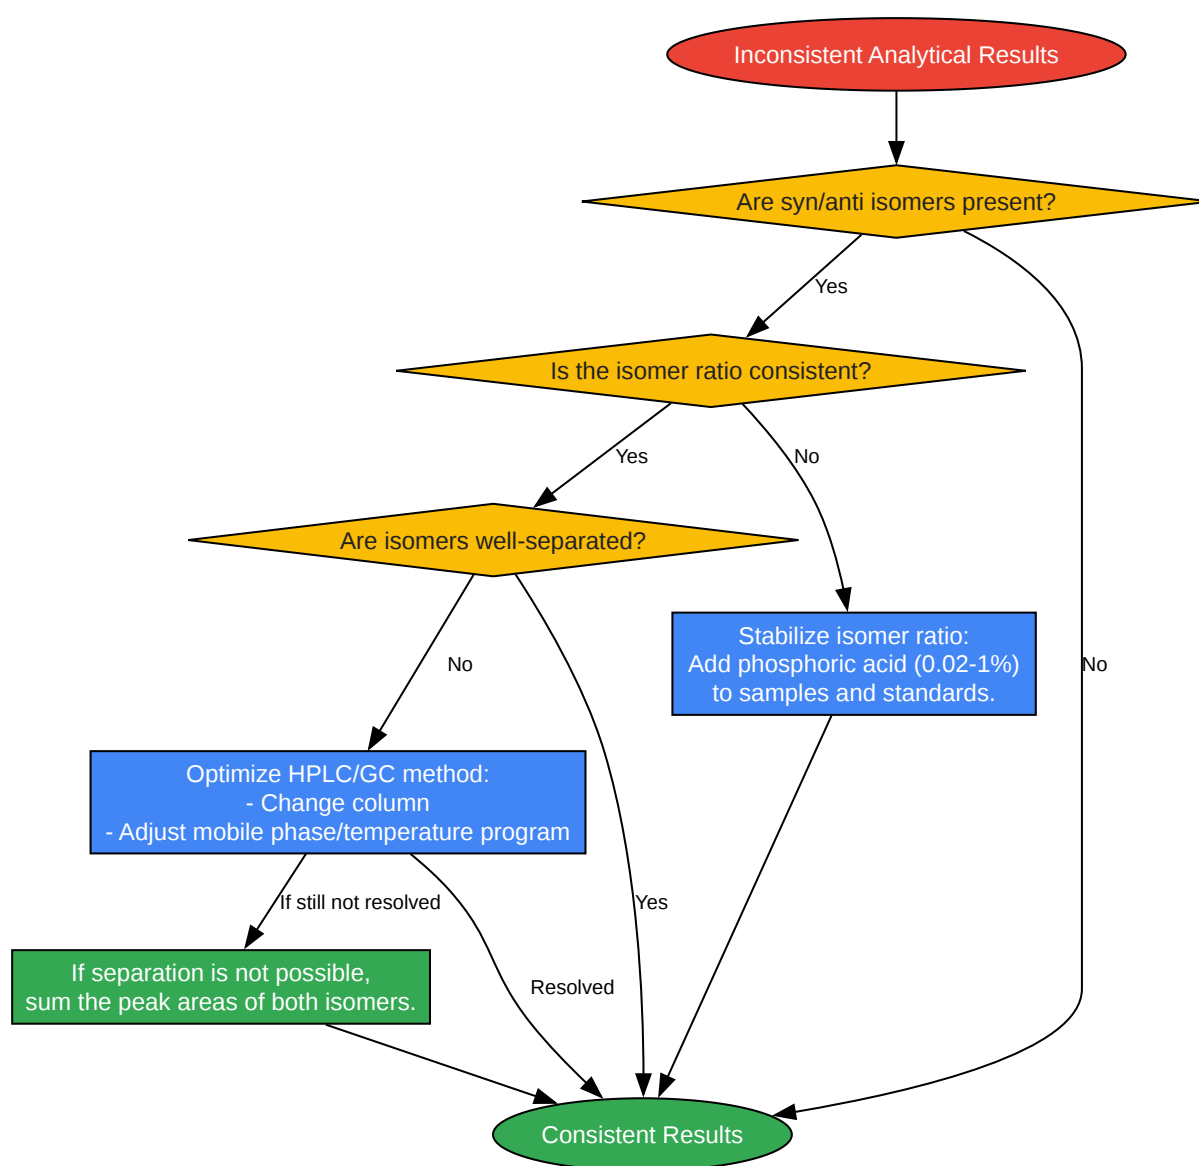 Inconsistent Analytical Results
Are syn/anti isomers present?
Yes
Is the isomer ratio consistent?
Yes
No
Are isomers well-separated?
Stabilize isomer ratio:
Add phosphoric acid (0.02-1%)
to samples and standards.
No
No
Optimize HPLC/GC method:
- Change column
- Adjust mobile phase/temperature program
If still not resolved
Yes
If separation is not possible,
sum the peak areas of both isomers.
Resolved
Consistent Results